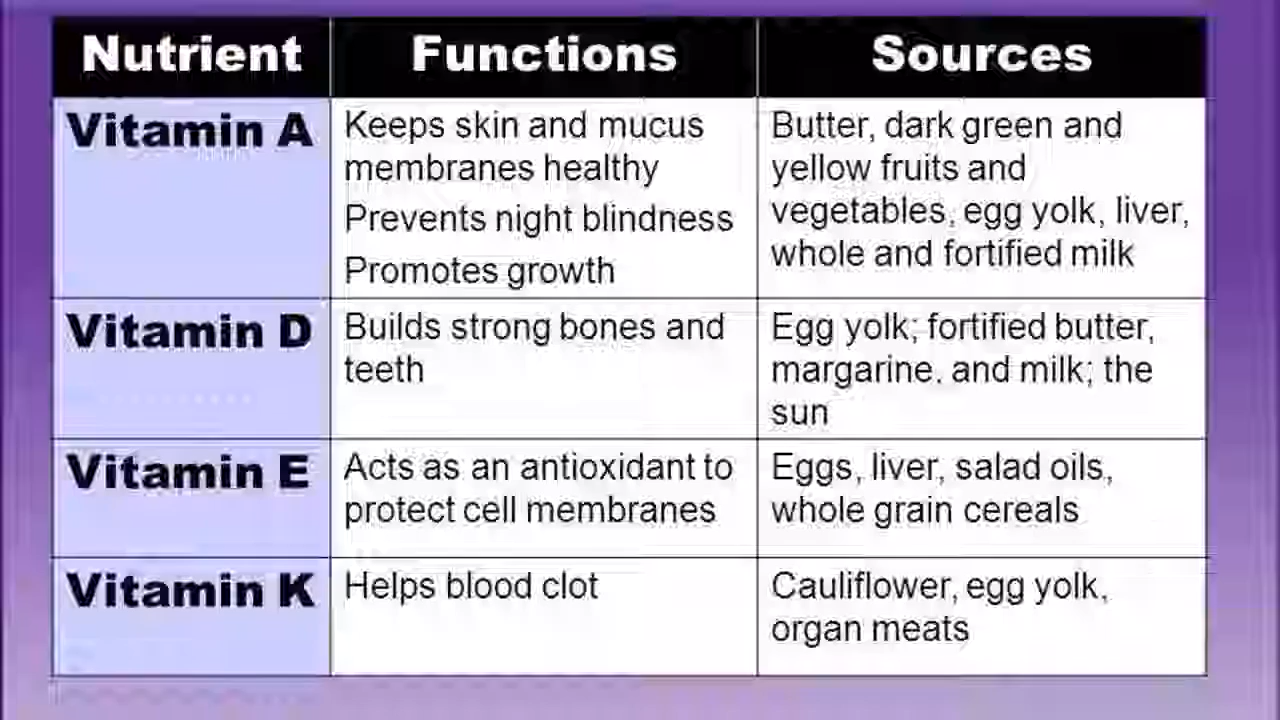 Nutrient Functions Sources
Vitamin A
Keeps skin and mucus
membranes healthy
Prevents night blindness
Promotes growth
Butter, dark green and
yellow fruits and
vegetables, egg yolk, liver,
whole and fortified milk
Vitamin D
Builds strong bones and
teeth
Egg yolk; fortified butter,
margarine, and milk; the
sun
Vitamin E
Acts as an antioxidant to
protect cell membranes
Eggs, liver, salad oils,
whole grain cereals
Vitamin K
Helps blood clot
Cauliflower, egg yolk,
organ meats